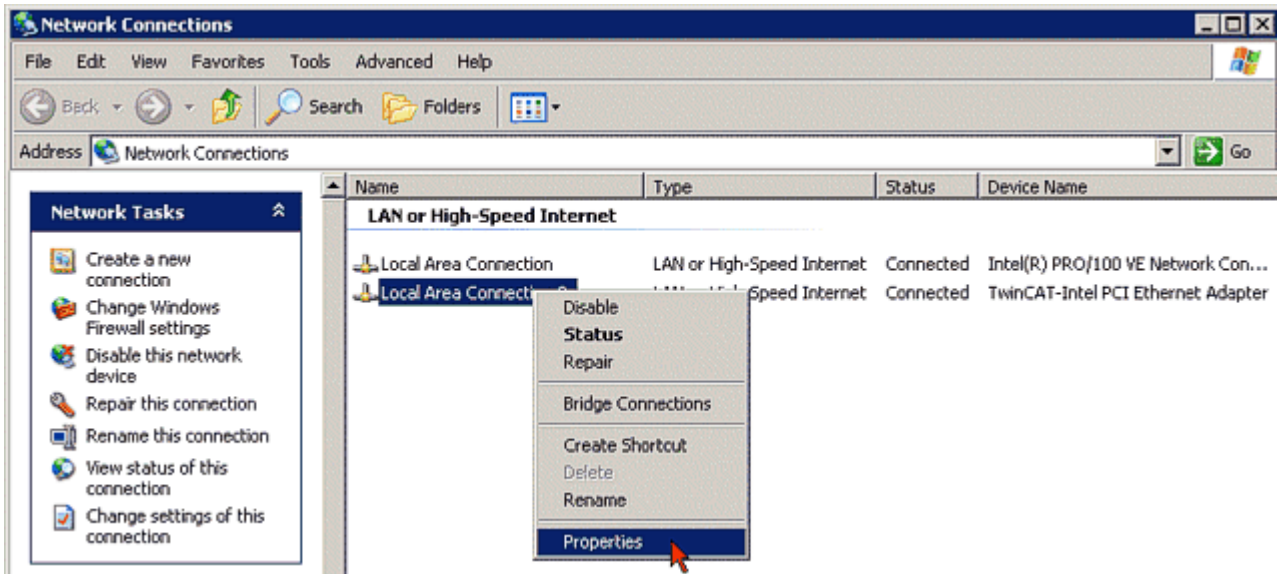 Network Connections
File Edit View Favorites Tools Advanced Help
Back Search Folders
Address Network Connections Go
Name Type Status Device Name
Network Tasks
Create a new
connection
Change Windows
Firewall settings
Disable this network
device
Repair this connection
Rename this connection
View status of this
connection
Change settings of this
connection
LAN or High-Speed Internet
Local Area Connection LAN or High-Speed Internet Connected Intel(R) PRO/100 VE Network Con...
Local Area Connecti Speed Internet Connected TwinCAT-Intel PCI Ethernet Adapter
Disable
Status
Repair
Bridge Connections
Create Shortcut
Delete
Rename
Properties